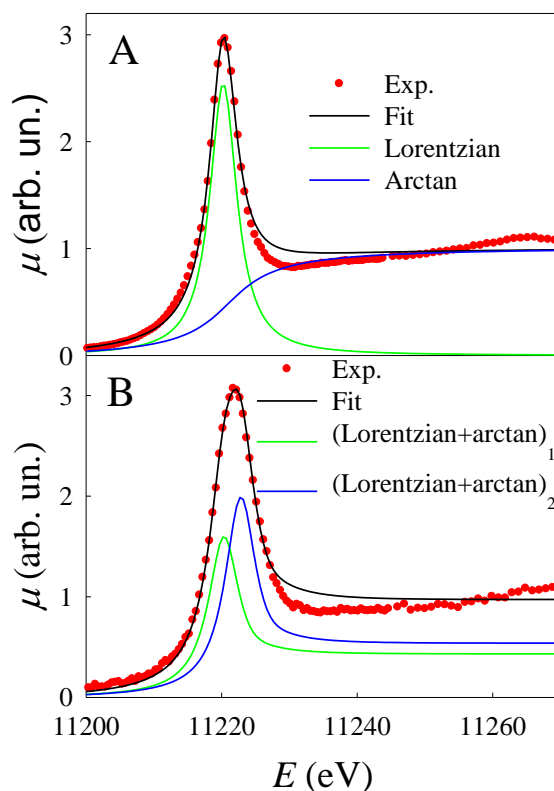 A
Exp.
Fit
Lorentzian
Arctan
3
2
1
0
μ (arb. un.)
B
Exp.
Fit
(Lorentzian+arctan)1
(Lorentzian+arctan)2
3
2
1
0
μ (arb. un.)
11200 11220 11240 11260
E (eV)